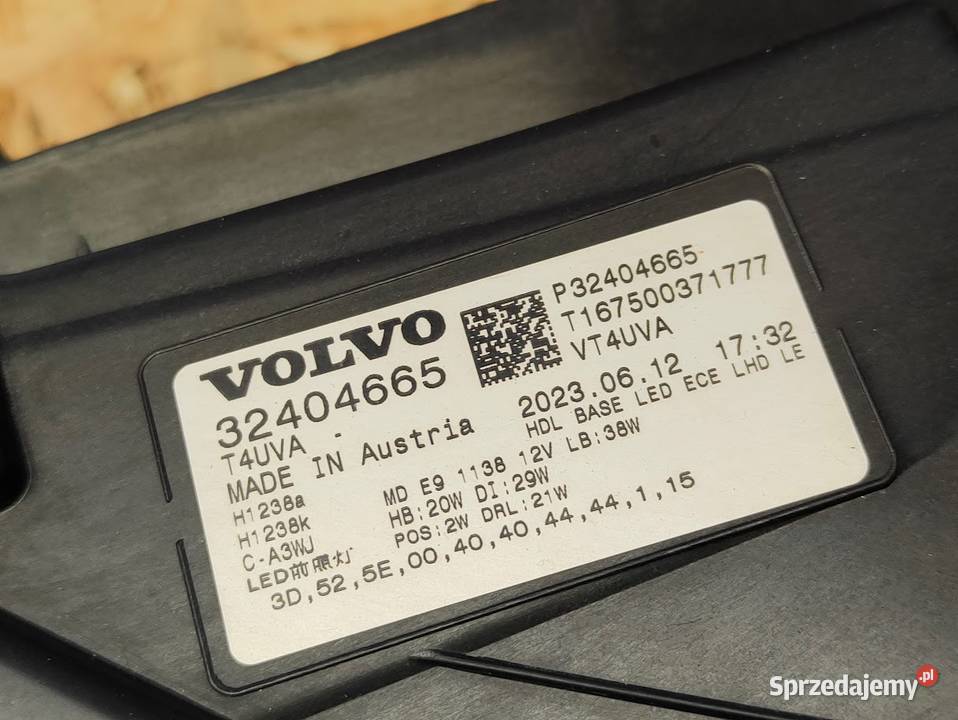 VOLVO
32404665
T4UVA -
MADE IN Austria
P32404665
T167500371777
VT4UVA
2023.06.12 17:32
HDL BASE LED ECE LHD LE
H1238a
H1238k
C-A3WJ
LED前照灯
MD E9 1138 12V LB:38W
HB:20W DI:29W
POS:2W DRL:21W
3D,52,5E,00,40,40,44,44,1,15
Sprzedajemy.pl